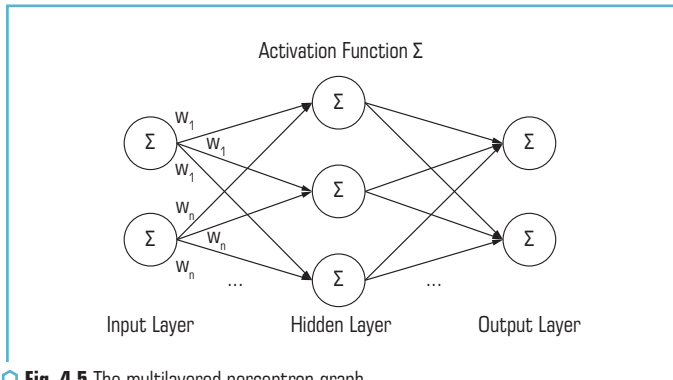 Activation Function Σ
Σ
w1
Σ
w1
Σ
w1
Σ
Σ
wn
Σ
wn
Σ
wn
...
Σ
...
Input Layer Hidden Layer Output Layer
Fig. 4.5 The multilayered perceptron graph